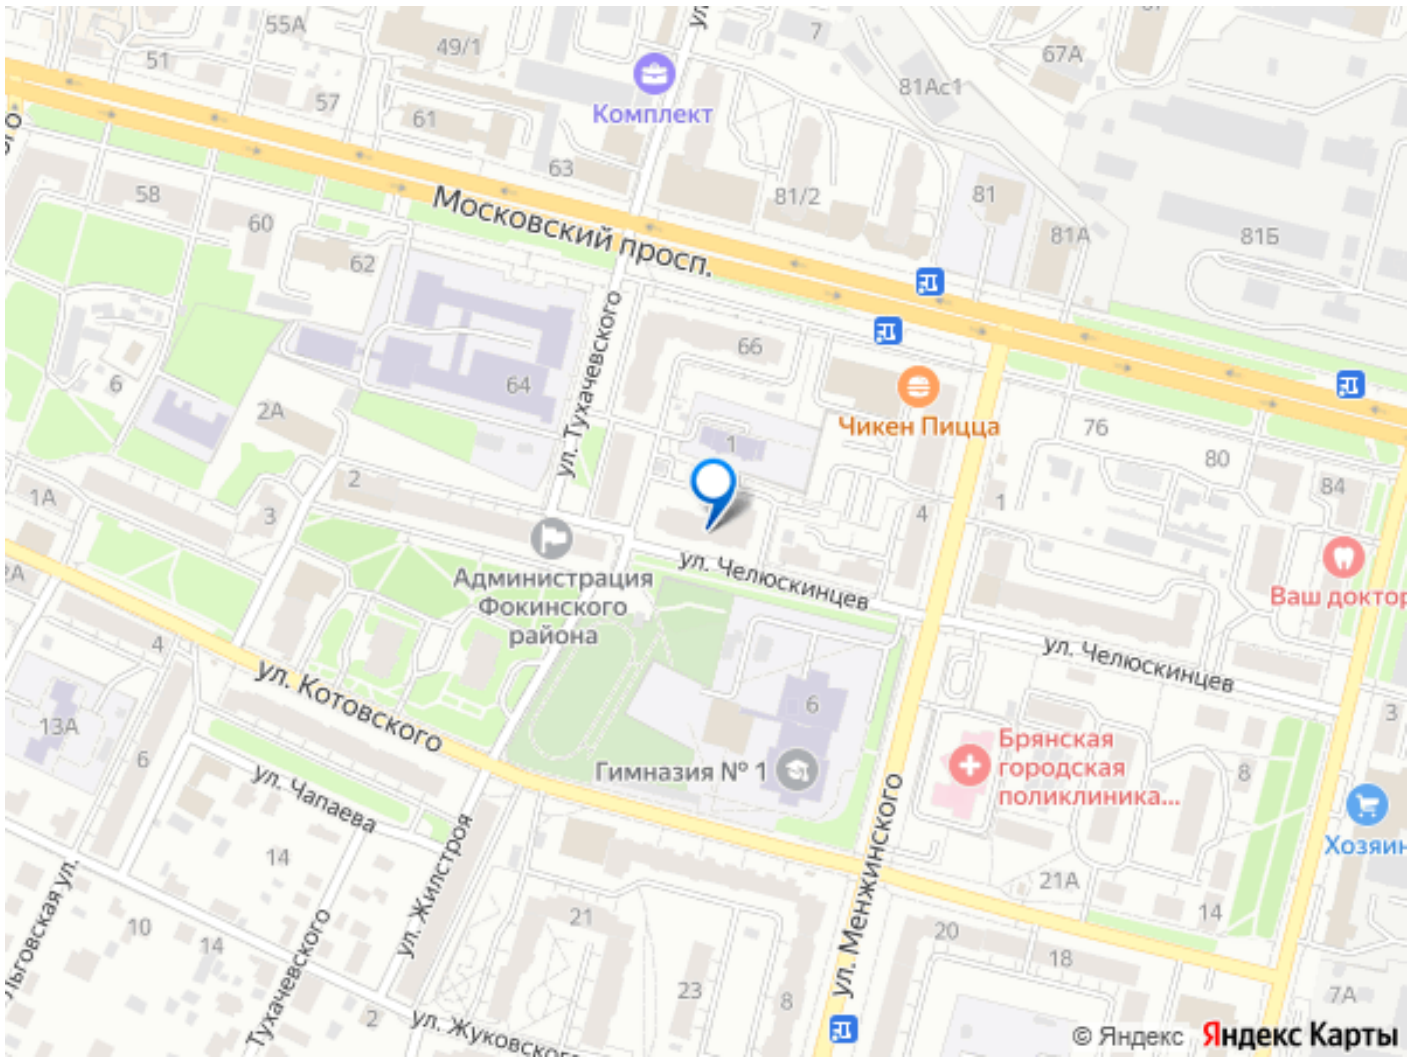 55А
49/1
7
67А
51
Комплект
81Ас1
57
61
63
58
81/2
81
Московский просп.
60
81А
81Б
62
ул. Тухачевского
66
64
6
2А
Чикен Пицца
1
76
80
84
1А
2
3
4
1
Администрация
Фокинского
района
ул. Челюскинцев
Ваш доктор
2А
4
ул. Котовского
ул. Челюскинцев
13А
6
6
3
Гимназия № 1
Брянская
городская
поликлиника...
8
ул. Чапаева
ул. Жилстроя
ул. Менжинского
Хозяин
14
21А
14
10
14
21
20
18
Тухачевского
23
8
7А
2
ул. Жуковского
© Яндекс Яндекс Карты